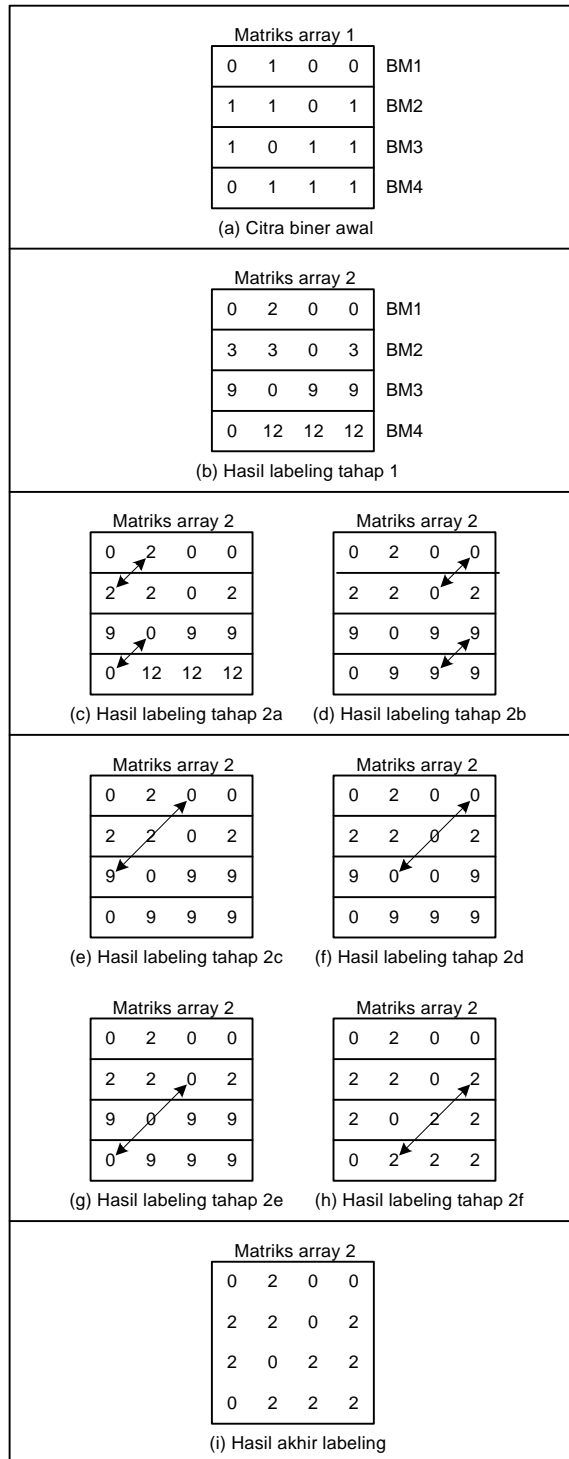 Matriks array 1
0 1 0 0 BM1
1 1 0 1 BM2
1 0 1 1 BM3
0 1 1 1 BM4
(a) Citra biner awal
Matriks array 2
0 2 0 0 BM1
3 3 0 3 BM2
9 0 9 9 BM3
0 12 12 12 BM4
(b) Hasil labeling tahap 1
Matriks array 2
0 2 0 0
2 2 0 2
9 0 9 9
0 12 12 12
(c) Hasil labeling tahap 2a
Matriks array 2
0 2 0 0
2 2 0 2
9 0 9 9
0 9 9 9
(d) Hasil labeling tahap 2b
Matriks array 2
0 2 0 0
2 2 0 2
9 0 9 9
0 9 9 9
(e) Hasil labeling tahap 2c
Matriks array 2
0 2 0 0
2 2 0 2
9 0 0 9
0 9 9 9
(f) Hasil labeling tahap 2d
Matriks array 2
0 2 0 0
2 2 0 2
9 0 9 9
0 9 9 9
(g) Hasil labeling tahap 2e
Matriks array 2
0 2 0 0
2 2 0 2
2 0 2 2
0 2 2 2
(h) Hasil labeling tahap 2f
Matriks array 2
0 2 0 0
2 2 0 2
2 0 2 2
0 2 2 2
(i) Hasil akhir labeling